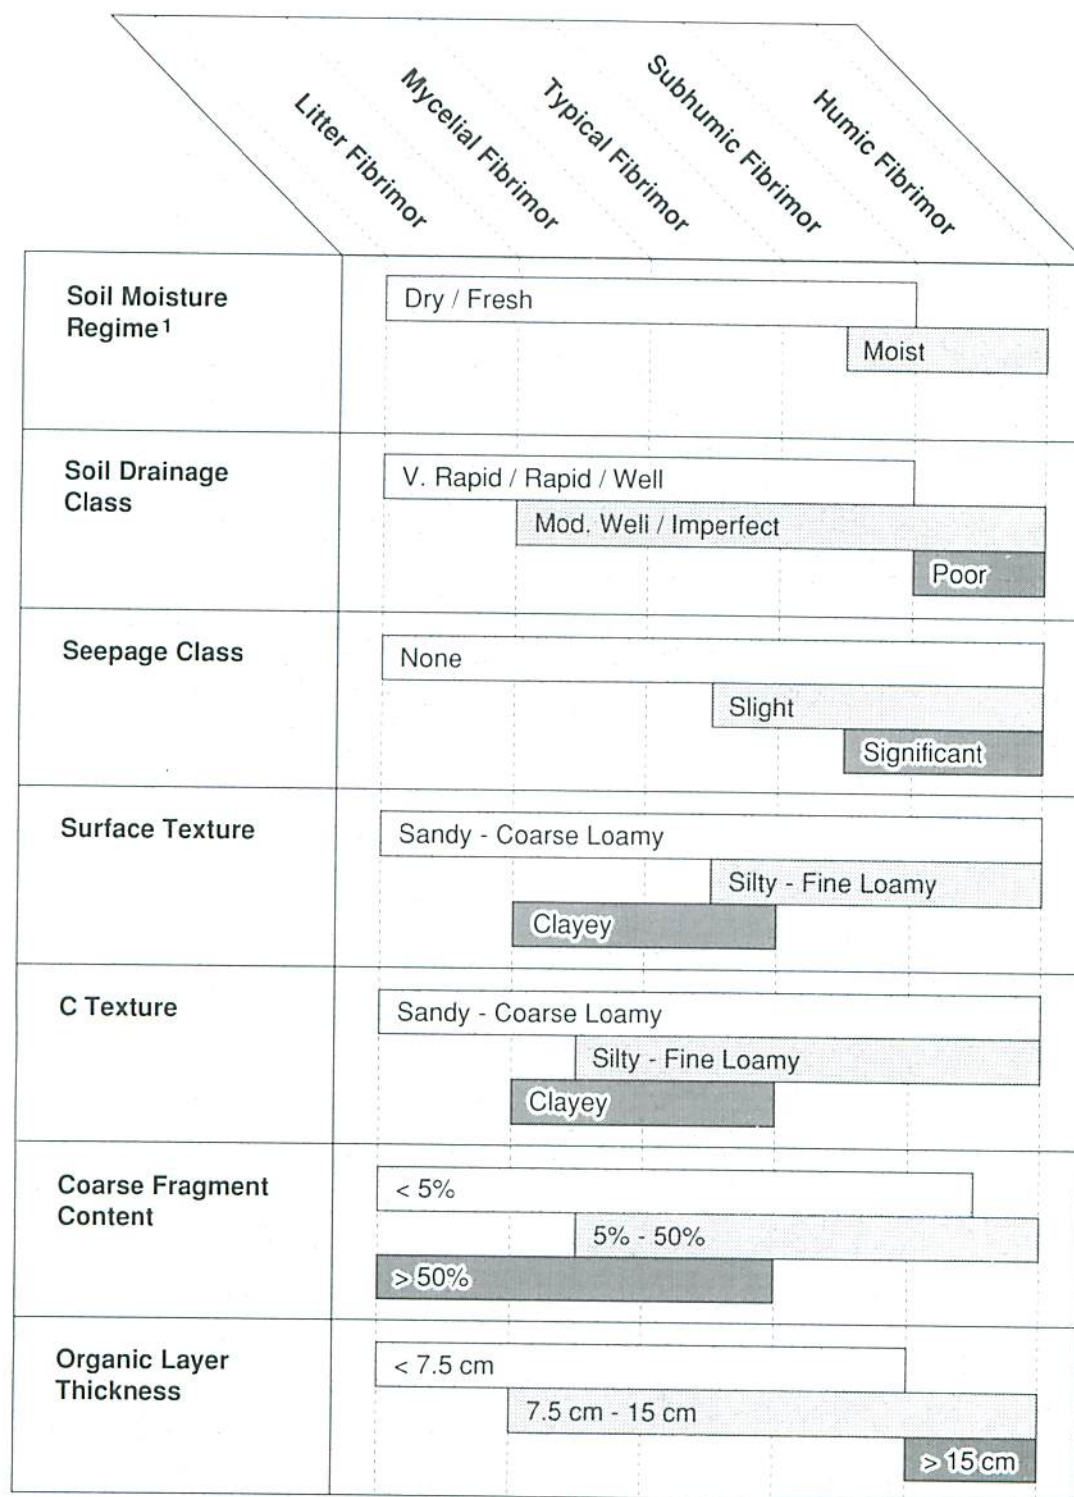 Litter Fibrimor
Mycelial Fibrimor
Typical Fibrimor
Subhumic Fibrimor
Humic Fibrimor
Soil Moisture
Regime¹
Dry / Fresh
Moist
Soil Drainage
Class
V. Rapid / Rapid / Well
Mod. Well / Imperfect
Poor
Seepage Class
None
Slight
Significant
Surface Texture
Sandy - Coarse Loamy
Silty - Fine Loamy
Clayey
C Texture
Sandy - Coarse Loamy
Silty - Fine Loamy
Clayey
Coarse Fragment
Content
< 5%
5% - 50%
> 50%
Organic Layer
Thickness
< 7.5 cm
7.5 cm - 15 cm
> 15 cm